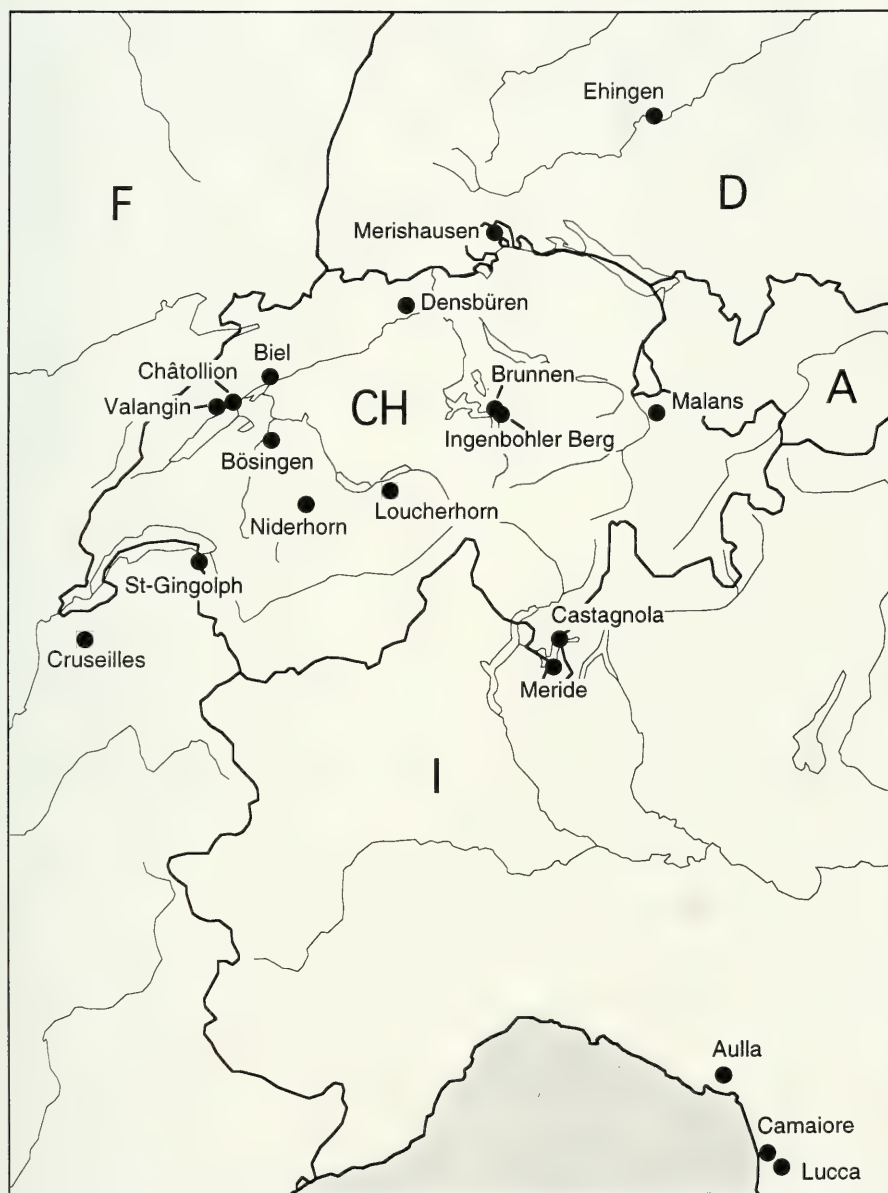 Ehingen
D
F
Merishausen
Densbüren
Biel
Châtollion
Brunnen
A
Valangin
CH
Malans
Ingenbohler Berg
Bösingen
Loucherhorn
Niderhorn
St-Gingolph
Castagnola
Cruseilles
Meride
I
Aulla
Camaiore
Lucca